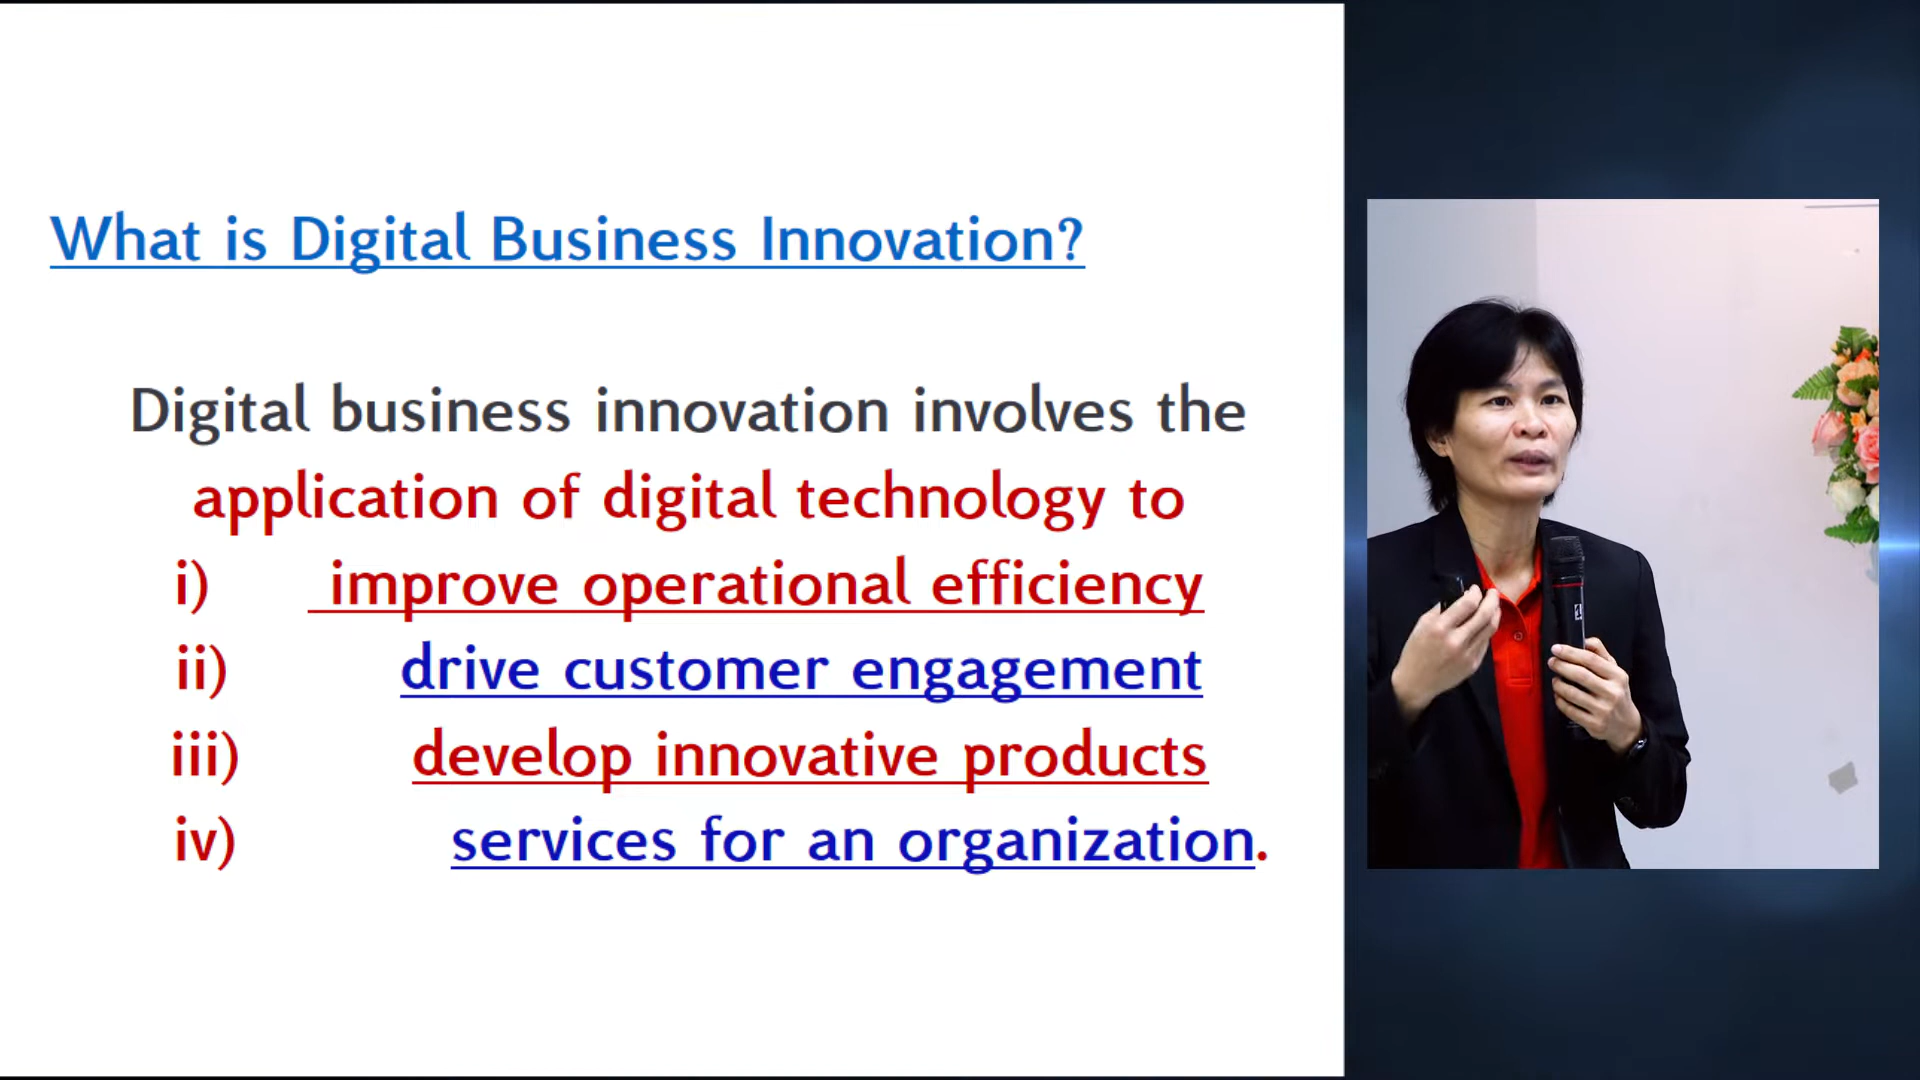 What is Digital Business Innovation?
Digital business innovation involves the
application of digital technology to
i) improve operational efficiency
ii) drive customer engagement
iii) develop innovative products
iv) services for an organization.